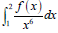 ∫₁² f(x)/x⁶ dx